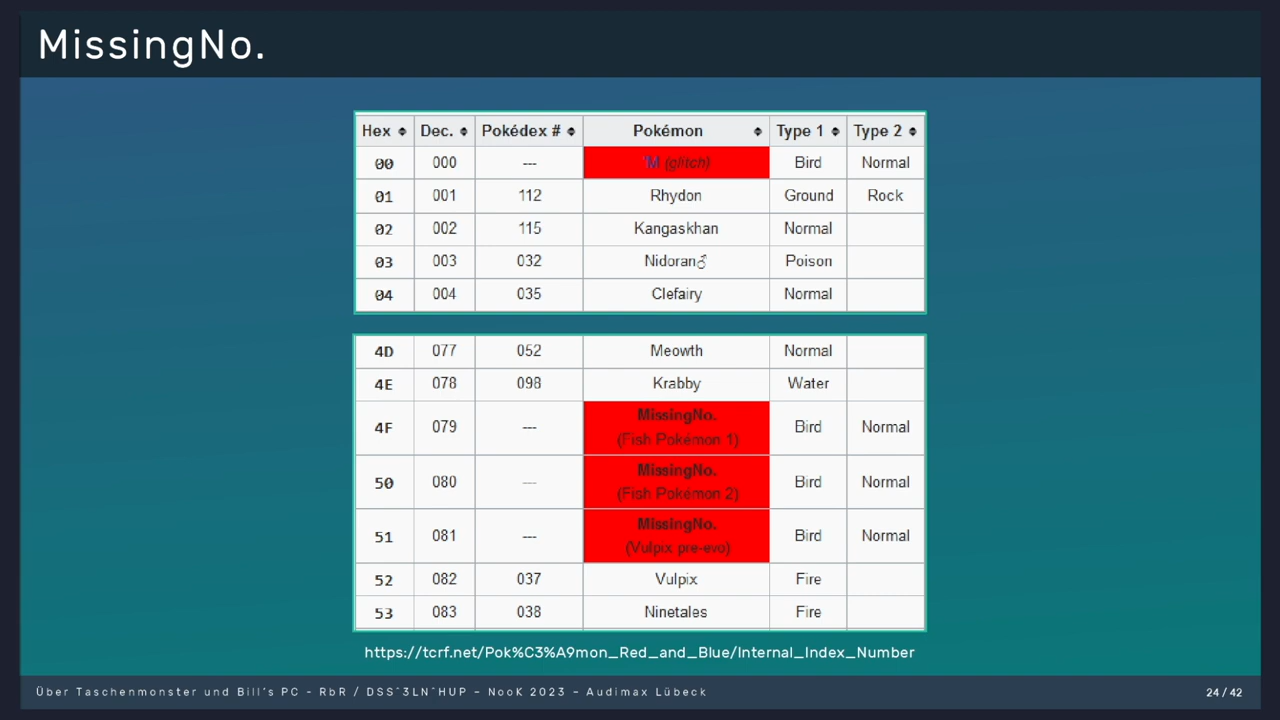 MissingNo.
Hex Dec. Pokédex # Pokémon Type 1 Type 2
00 000 --- 'M (glitch) Bird Normal
01 001 112 Rhydon Ground Rock
02 002 115 Kangaskhan Normal
03 003 032 Nidoran♂ Poison
04 004 035 Clefairy Normal
4D 077 052 Meowth Normal
4E 078 098 Krabby Water
4F 079 --- MissingNo. (Fish Pokémon 1) Bird Normal
50 080 --- MissingNo. (Fish Pokémon 2) Bird Normal
51 081 --- MissingNo. (Vulpix pre-evo) Bird Normal
52 082 037 Vulpix Fire
53 083 038 Ninetales Fire
https://tcrf.net/Pok%C3%A9mon_Red_and_Blue/Internal_Index_Number
Über Taschenmonster und Bill's PC - RbR / DSS^3LN^HUP – NooK 2023 – Audimax Lübeck 24 / 42